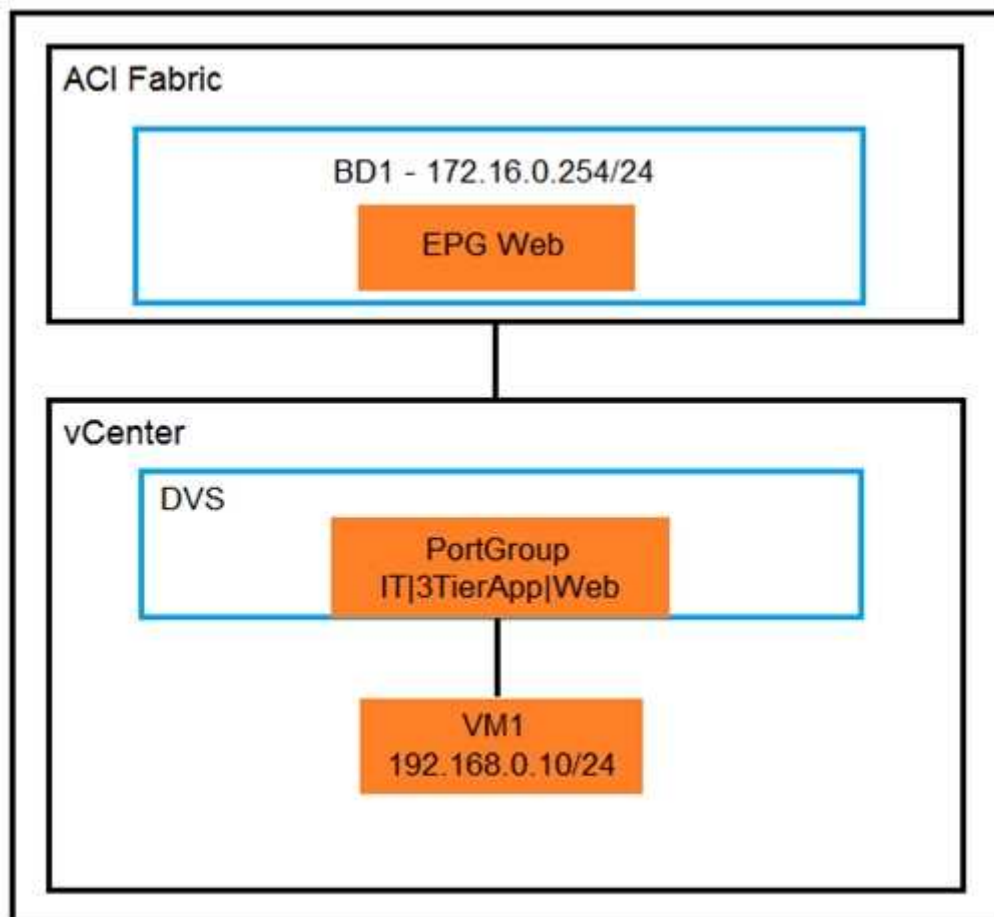 ACI Fabric
BD1 - 172.16.0.254/24
EPG Web
vCenter
DVS
PortGroup
IT|3TierApp|Web
VM1
192.168.0.10/24